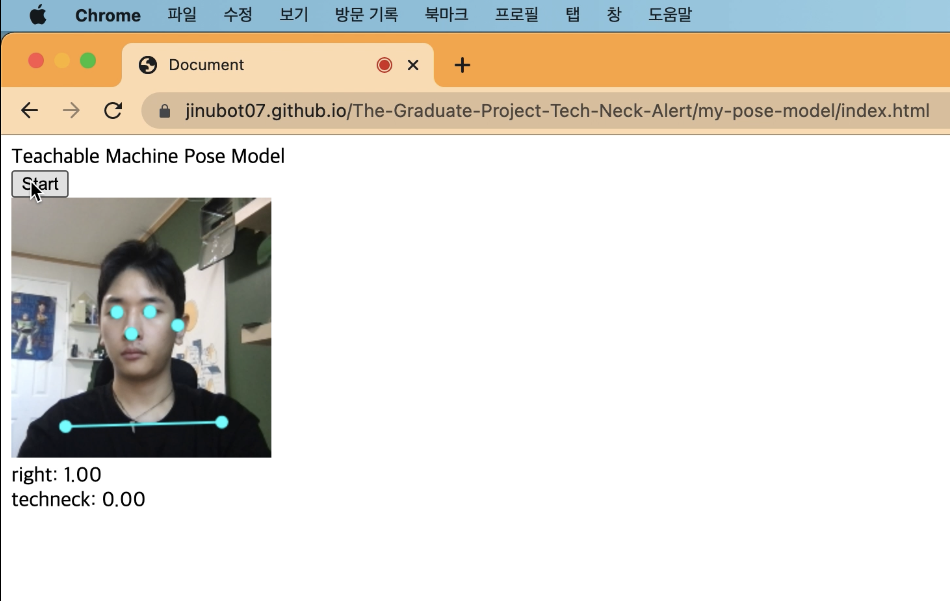 Chrome 파일 수정 보기 방문 기록 북마크 프로필 탭 창 도움말
Document
jinubot07.github.io/The-Graduate-Project-Tech-Neck-Alert/my-pose-model/index.html
Teachable Machine Pose Model
Start
right: 1.00
techneck: 0.00